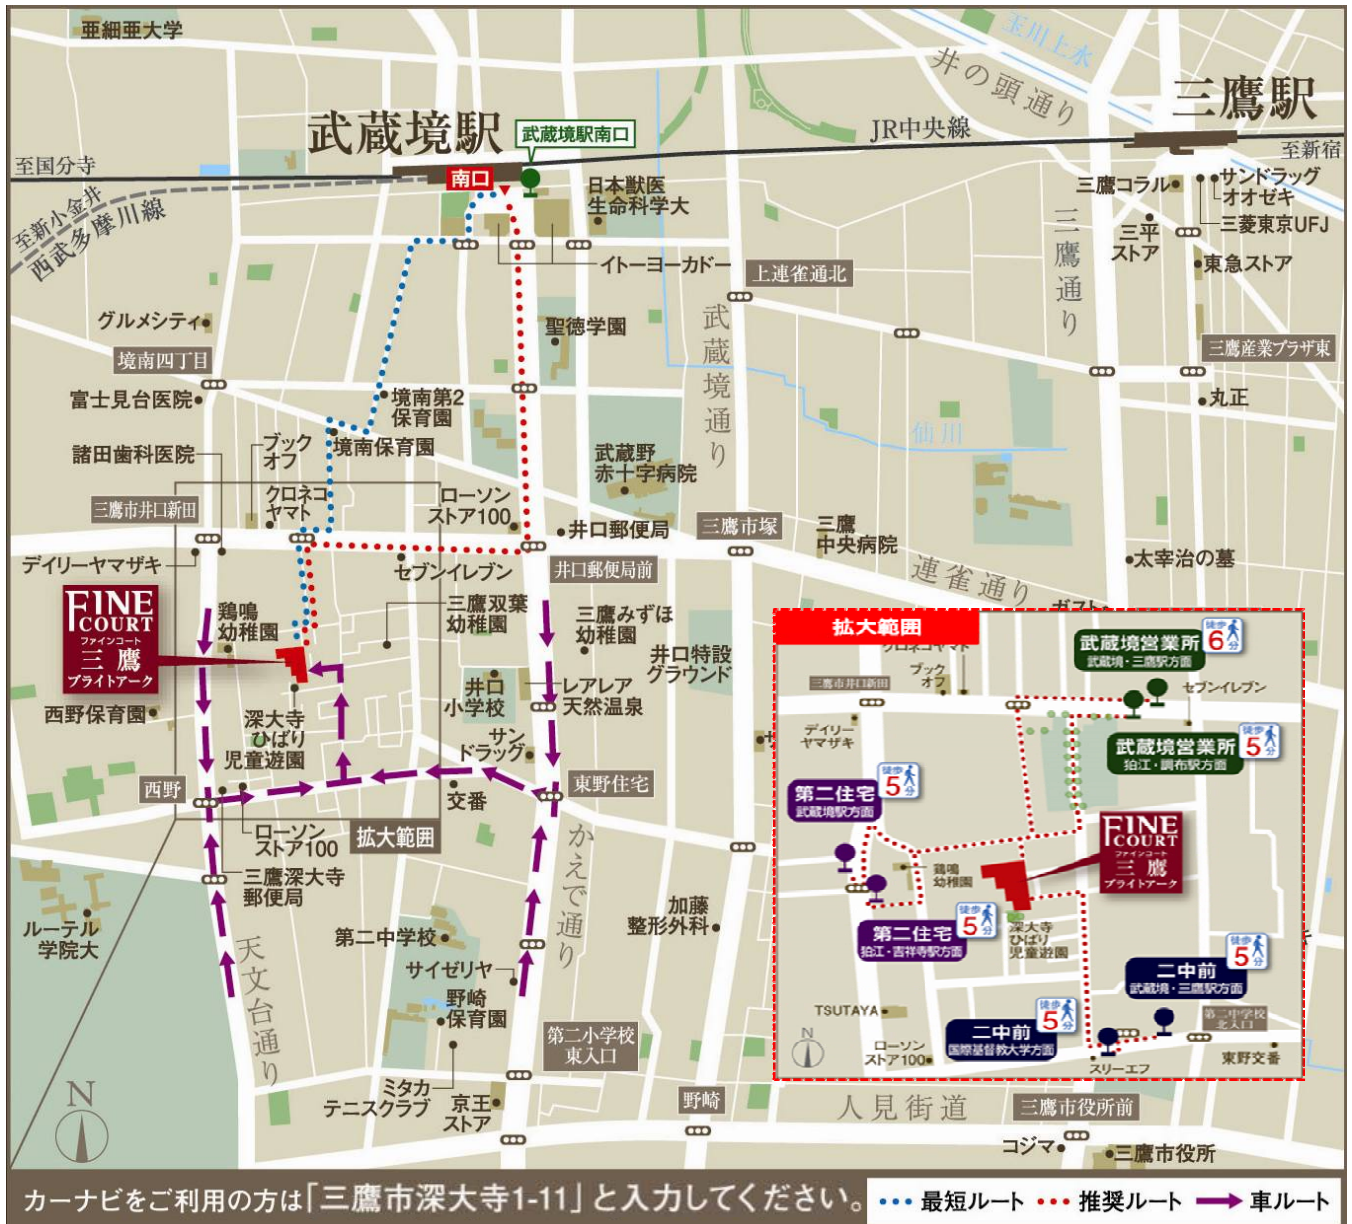 亜細亜大学
玉川上水
井の頭通り
三鷹駅
武蔵境駅
武蔵境駅南口
JR中央線
至新宿
至国分寺
南口
至新小金井
西武多摩川線
日本獣医
生命科学大
三鷹コラル
サンドラッグ
オオゼキ
三菱東京UFJ
三平
ストア
東急ストア
三鷹通り
イトーヨーカドー
上連雀通北
グルメシティ
聖徳学園
武蔵境通り
三鷹産業プラザ東
境南四丁目
富士見台医院
境南第2
保育園
丸正
仙川
諸田歯科医院
ブック
オフ
境南保育園
武蔵野
赤十字病院
クロネコ
ヤマト
ローソン
ストア100
三鷹市井口新田
井口郵便局
三鷹市塚
三鷹
中央病院
デイリーヤマザキ
セブンイレブン
井口郵便局前
連雀通り
太宰治の墓
FINE
COURT
ファインコート
三鷹
ブライトアーク
鶏鳴
幼稚園
三鷹双葉
幼稚園
三鷹みずほ
幼稚園
井口特設
グラウンド
西野保育園
深大寺
ひばり
児童遊園
井口
小学校
レアレア
天然温泉
サン
ドラッグ
西野
交番
東野住宅
ローソン
ストア100
拡大範囲
三鷹深大寺
郵便局
かえで通り
ルーテル
学院大
天文台通り
第二中学校
加藤
整形外科
サイゼリヤ
野崎
保育園
第二小学校
東入口
ミタカ
テニスクラブ
京王
ストア
野崎
人見街道
三鷹市役所前
コジマ
三鷹市役所
N
拡大範囲
武蔵境営業所
武蔵境・三鷹駅方面
徒歩
6分
クロネコヤマト
ブック
オフ
三鷹市井口新田
セブンイレブン
デイリー
ヤマザキ
武蔵境営業所
狛江・調布駅方面
徒歩
5分
第二住宅
武蔵境駅方面
徒歩
5分
FINE
COURT
ファインコート
三鷹
ブライトアーク
鶏鳴
幼稚園
第二住宅
狛江・吉祥寺駅方面
徒歩
5分
深大寺
ひばり
児童遊園
二中前
武蔵境・三鷹駅方面
徒歩
5分
TSUTAYA
二中前
国際基督教大学方面
徒歩
5分
第二中学校
北入口
N
ローソン
ストア100
スリーエフ
東野交番
カーナビをご利用の方は「三鷹市深大寺1-11」と入力してください。
最短ルート 推奨ルート 車ルート